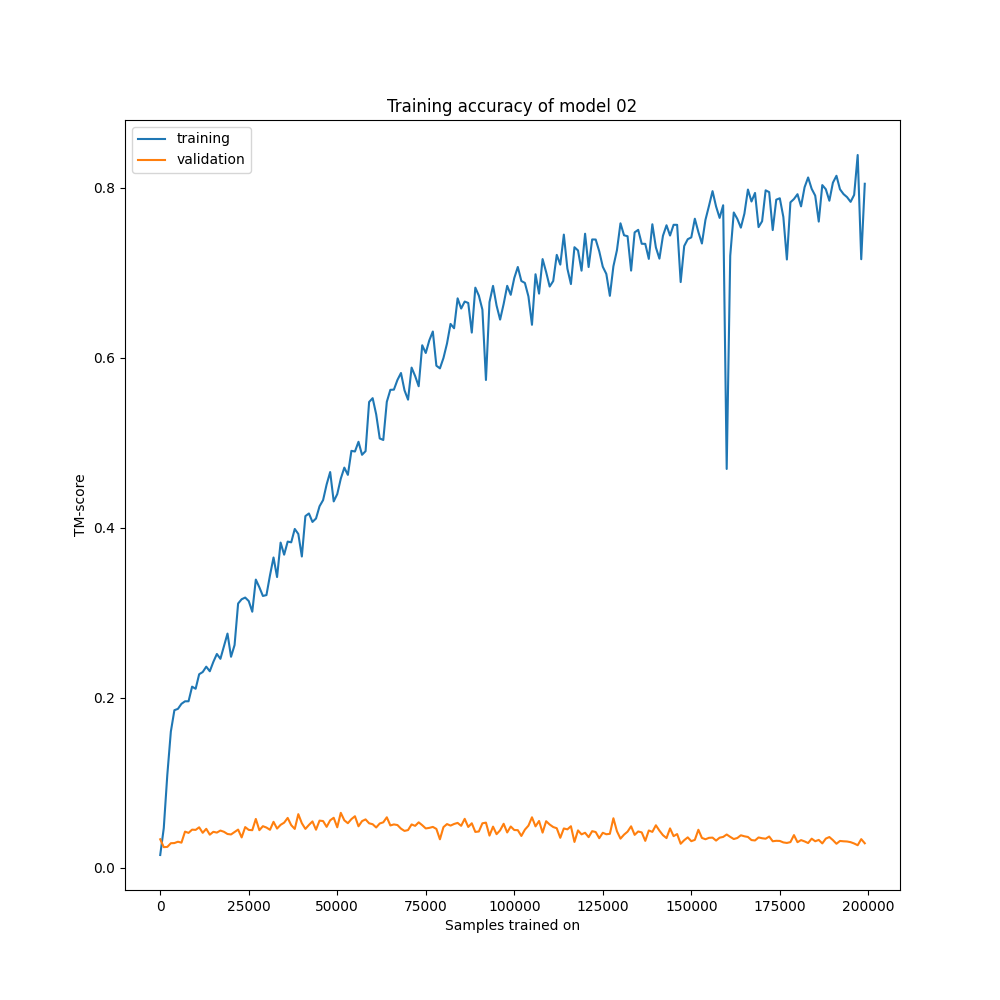 Training accuracy of model 02
training
validation
TM-score
0.8
0.6
0.4
0.2
0.0
0 25000 50000 75000 100000 125000 150000 175000 200000
Samples trained on